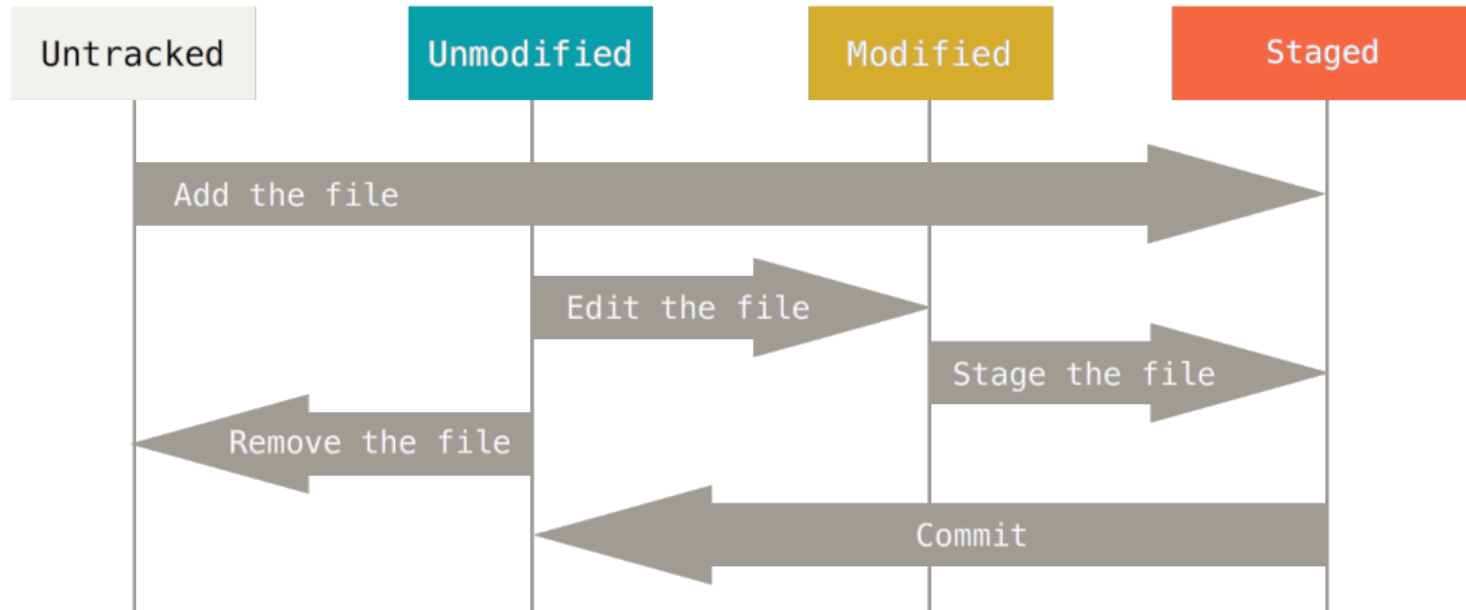 Untracked
Unmodified
Modified
Staged
Add the file
Edit the file
Stage the file
Remove the file
Commit